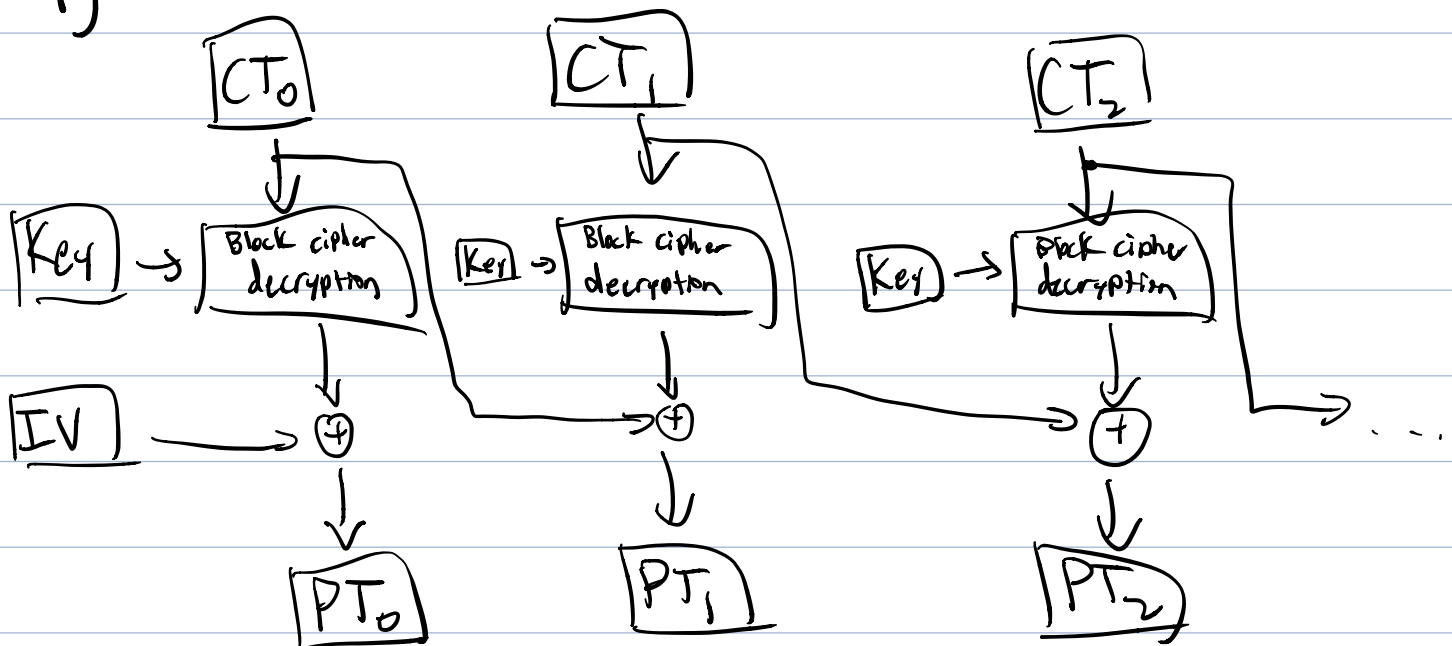 1)
CT0
CT1
CT2
Key
Block cipher
decryption
Key
Block cipher
decryption
Key
Block cipher
decryption
IV
+
+
+
....
PT0
PT1
PT2